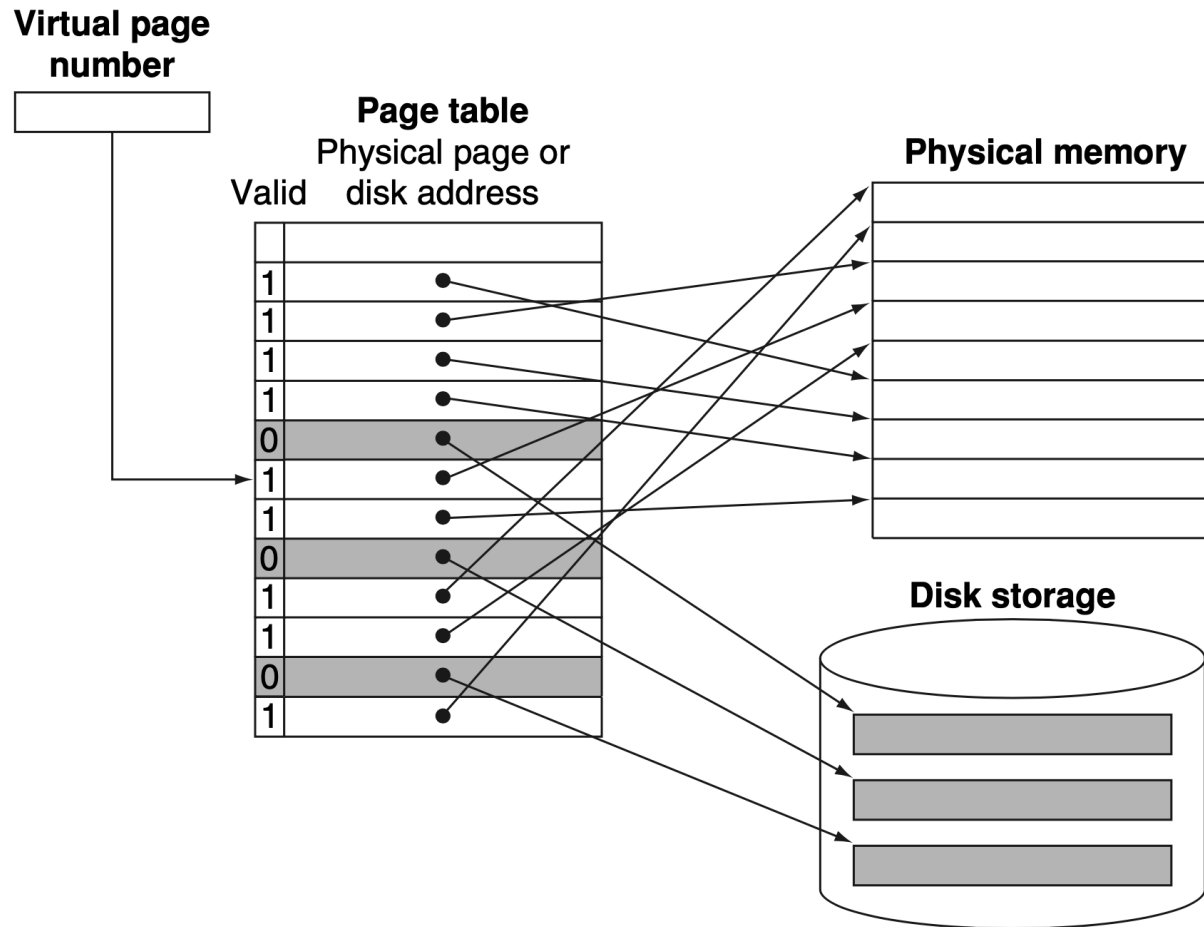 Virtual page
number
Page table
Physical page or
Valid disk address
Physical memory
1
1
1
1
0
1
1
0
1
1
0
1
Disk storage